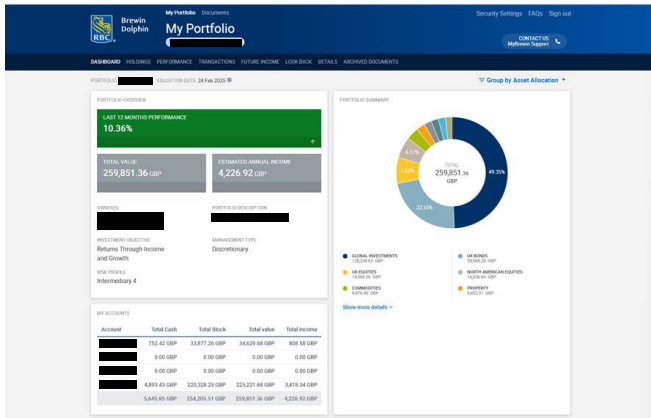 My Portfolio Documents
Security Settings FAQs Sign out
RBC
Brewin
Dolphin
My Portfolio
CONTACT US
MyBrewin Support
DASHBOARD HOLDINGS PERFORMANCE TRANSACTIONS FUTURE INCOME LOOK BACK DETAILS ARCHIVED DOCUMENTS
PORTFOLIO VALUATION DATE 24 Feb 2025
Group by Asset Allocation
PORTFOLIO OVERVIEW
LAST 12 MONTHS PERFORMANCE
10.36%
TOTAL VALUE
259,851.36 GBP
ESTIMATED ANNUAL INCOME
4,226.92 GBP
OWNER(S)
PORTFOLIO DESCRIPTION
INVESTMENT OBJECTIVE
Returns Through Income
and Growth
MANAGEMENT TYPE
Discretionary
RISK PROFILE
Intermediary 4
PORTFOLIO SUMMARY
6.17%
49.35%
22.55%
TOTAL
259,851.36
GBP
GLOBAL INVESTMENTS
UK BONDS
UK EQUITIES
NORTH AMERICAN EQUITIES
COMMODITIES
PROPERTY
Show more details
MY ACCOUNTS
Account Total Cash Total Stock Total value Total Income
752.42 GBP 33,877.26 GBP 34,629.68 GBP 808.58 GBP
0.00 GBP 0.00 GBP 0.00 GBP 0.00 GBP
0.00 GBP 0.00 GBP 0.00 GBP 0.00 GBP
4,893.43 GBP 220,328.25 GBP 225,221.68 GBP 3,418.34 GBP
5,645.85 GBP 254,205.51 GBP 259,851.36 GBP 4,226.92 GBP